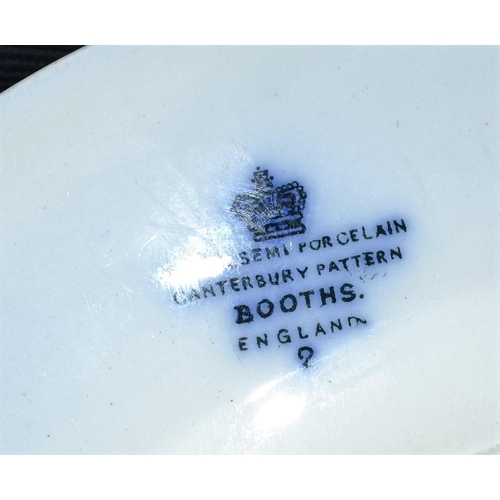 SEMI PORCELAIN
CANTERBURY PATTERN
BOOTHS.
ENGLAND
?